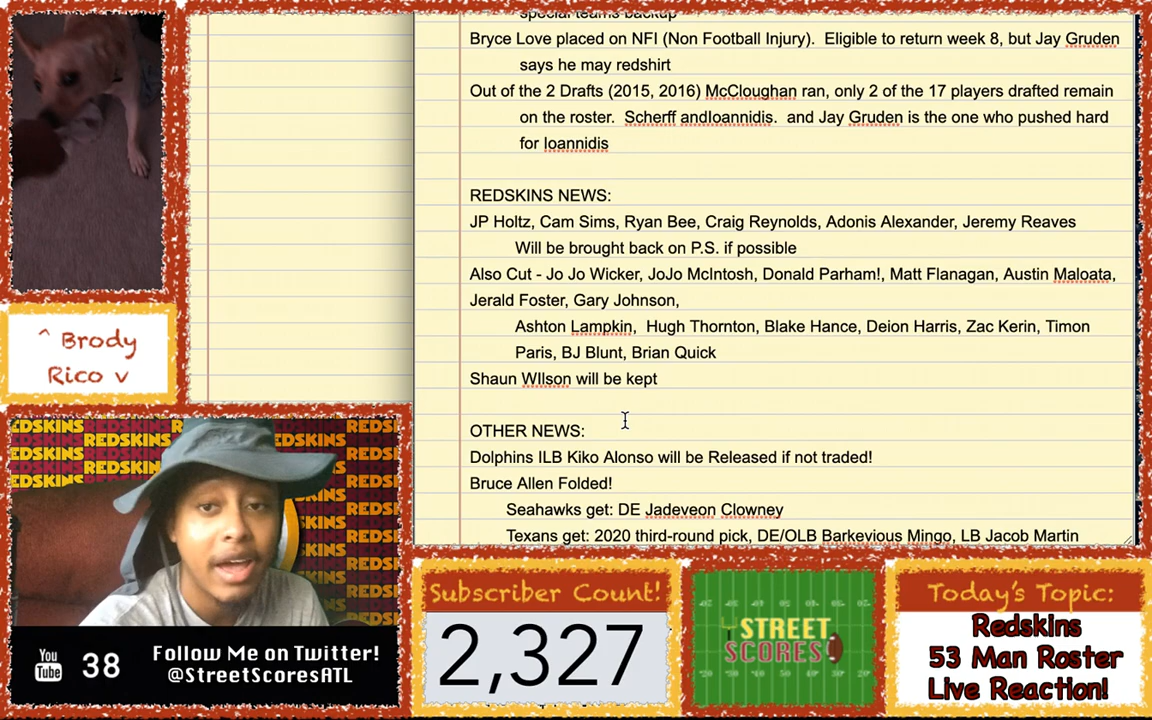 special teams backup
Bryce Love placed on NFI (Non Football Injury).  Eligible to return week 8, but Jay Gruden
says he may redshirt
Out of the 2 Drafts (2015, 2016) McCloughan ran, only 2 of the 17 players drafted remain
on the roster.  Scherff andIoannidis.  and Jay Gruden is the one who pushed hard
for Ioannidis
REDSKINS NEWS:
JP Holtz, Cam Sims, Ryan Bee, Craig Reynolds, Adonis Alexander, Jeremy Reaves
Will be brought back on P.S. if possible
Also Cut - Jo Jo Wicker, JoJo McIntosh, Donald Parham!, Matt Flanagan, Austin Maloata,
Jerald Foster, Gary Johnson,
Ashton Lampkin,  Hugh Thornton, Blake Hance, Deion Harris, Zac Kerin, Timon
Paris, BJ Blunt, Brian Quick
Shaun WIlson will be kept
OTHER NEWS:
Dolphins ILB Kiko Alonso will be Released if not traded!
Bruce Allen Folded!
Seahawks get: DE Jadeveon Clowney
Texans get: 2020 third-round pick, DE/OLB Barkevious Mingo, LB Jacob Martin
^ Brody
Rico v
REDSKINS REDSKINS
REDSKINS
You
Tube
38
Follow Me on Twitter!
@StreetScoresATL
Subscriber Count!
2,327
STREET
SCORES
Today's Topic:
Redskins
53 Man Roster
Live Reaction!